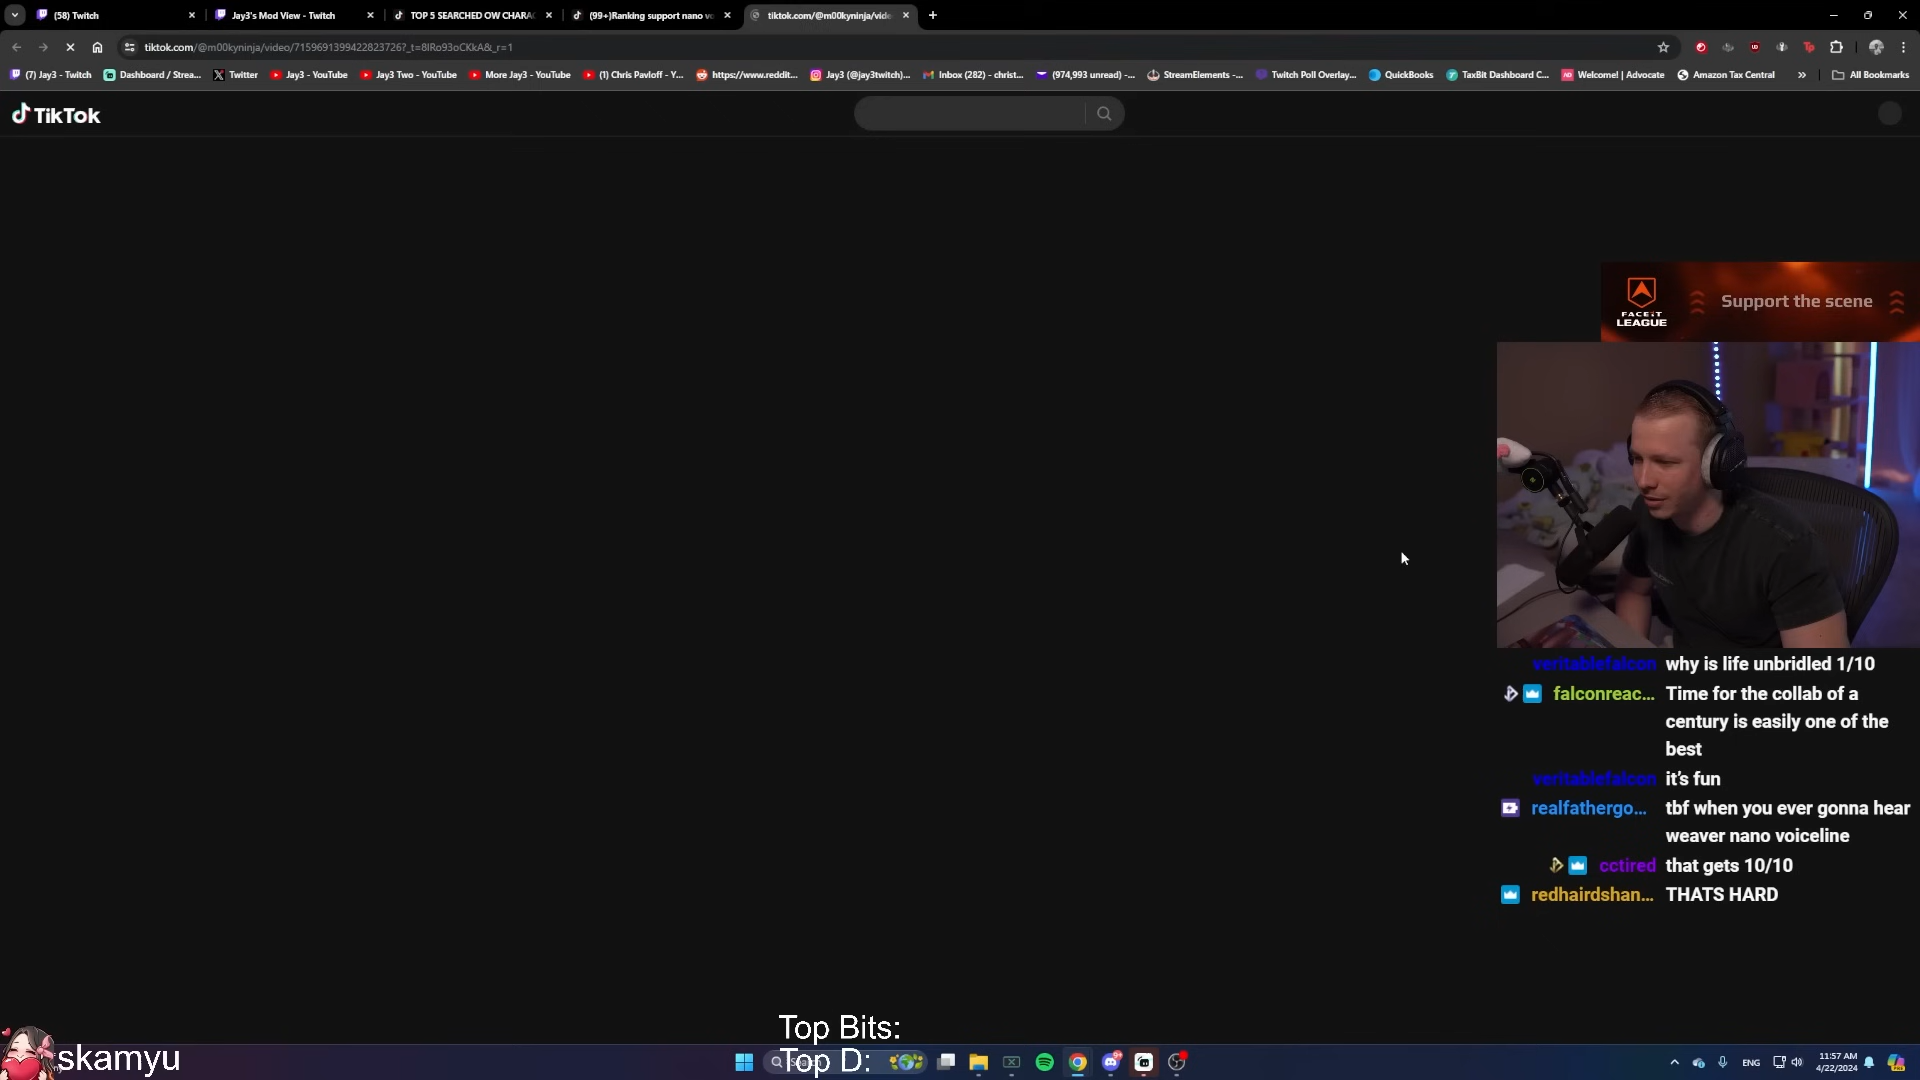 (58) Twitch
Jay3's Mod View - Twitch
TOP 5 SEARCHED OW CHARAC
(99+)Ranking support nano v
tiktok.com/@m00kyninja/vide
tiktok.com/@m00kyninja/video/7159691399422823726?_t=8lRo93oCKkA&_r=1
(7) Jay3 - Twitch
Dashboard / Strea...
Twitter
Jay3 - YouTube
Jay3 Two - YouTube
More Jay3 - YouTube
(1) Chris Pavloff - Y...
https://www.reddit...
Jay3 (@jay3twitch)...
Inbox (282) - christ...
(974,993 unread) -...
StreamElements -...
Twitch Poll Overlay...
QuickBooks
TaxBit Dashboard C...
Welcome! | Advocate
Amazon Tax Central
All Bookmarks
TikTok
FACEIT
LEAGUE
Support the scene
veritablefalcon why is life unbridled 1/10
falconreac... Time for the collab of a
century is easily one of the
best
veritablefalcon it's fun
realfathergo... tbf when you ever gonna hear
weaver nano voiceline
cctired that gets 10/10
redhairdshan... THATS HARD
Top Bits:
Top D:
skamyu
ENG
11:57 AM
4/22/2024